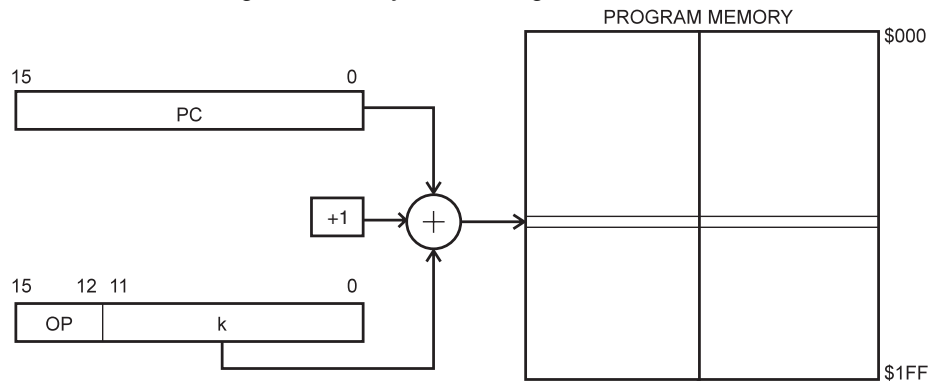 PROGRAM MEMORY
$000
15 0
PC
+1
+
15 12 11 0
OP k
$1FF